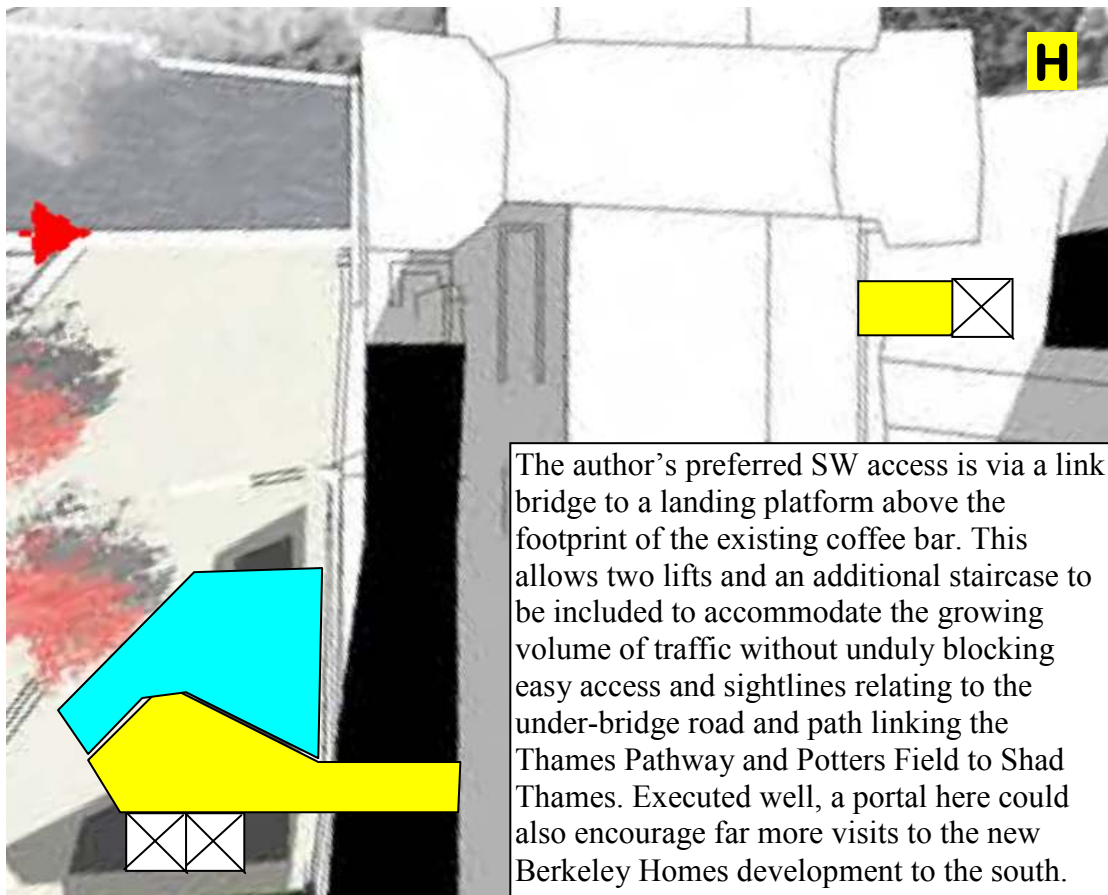 H
The author’s preferred SW access is via a link
bridge to a landing platform above the
footprint of the existing coffee bar. This
allows two lifts and an additional staircase to
be included to accommodate the growing
volume of traffic without unduly blocking
easy access and sightlines relating to the
under-bridge road and path linking the
Thames Pathway and Potters Field to Shad
Thames. Executed well, a portal here could
also encourage far more visits to the new
Berkeley Homes development to the south.